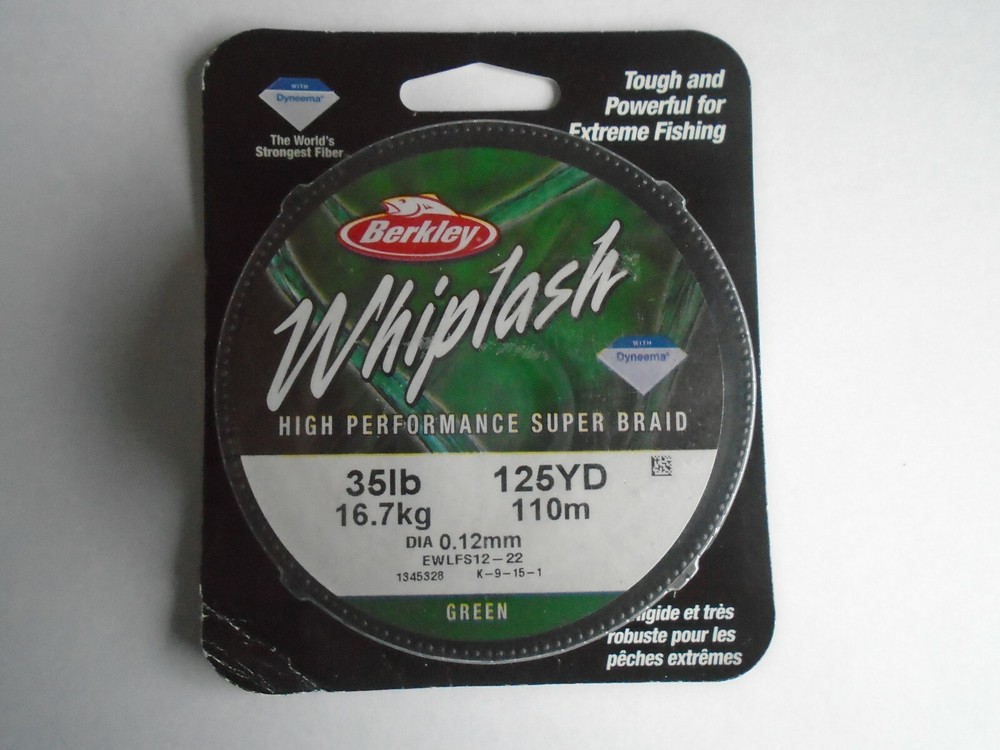 WITH
Dyneema®
The World's
Strongest Fiber
Tough and
Powerful for
Extreme Fishing
Berkley
Whiplash
WITH
Dyneema®
HIGH PERFORMANCE SUPER BRAID
35lb 125YD
16.7kg 110m
DIA 0.12mm
EWLFS12-22
1345328 K-9-15-1
GREEN
et très
robuste pour les
pêches extrêmes